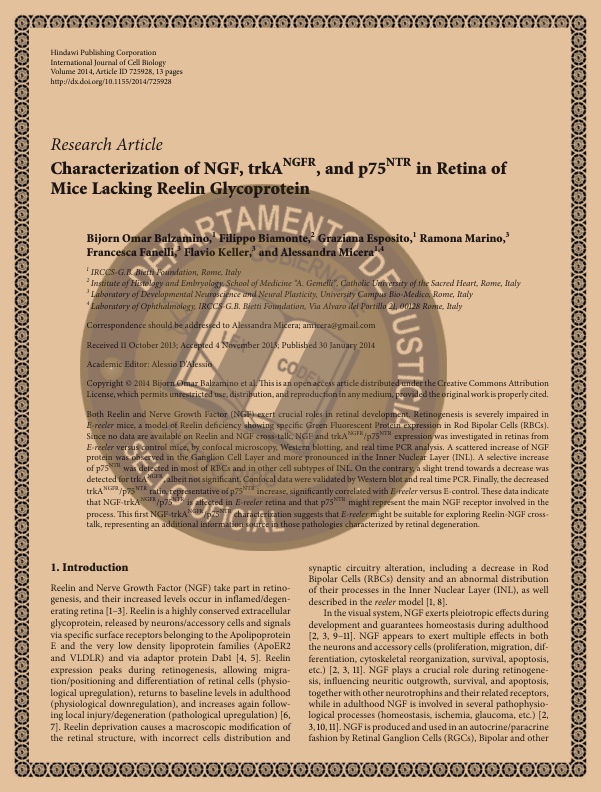 Hindawi Publishing Corporation
International Journal of Cell Biology
Volume 2014, Article ID 725928, 13 pages
http://dx.doi.org/10.1155/2014/725928
Research Article
Characterization of NGF, trkA^NGFR, and p75^NTR in Retina of
Mice Lacking Reelin Glycoprotein
Bijorn Omar Balzamino,1 Filippo Biamonte,2 Graziana Esposito,1 Ramona Marino,3
Francesca Fanelli,3 Flavio Keller,3 and Alessandra Micera1,4
1 IRCCS-G.B. Bietti Foundation, Rome, Italy
2 Institute of Histology and Embryology, School of Medicine "A. Gemelli", Catholic University of the Sacred Heart, Rome, Italy
3 Laboratory of Developmental Neuroscience and Neural Plasticity, University Campus Bio-Medico, Rome, Italy
4 Laboratory of Ophthalmology, IRCCS-G.B. Bietti Foundation, Via Alvaro del Portillo 21, 00128 Rome, Italy
Correspondence should be addressed to Alessandra Micera; amicera@gmail.com
Received 11 October 2013; Accepted 4 November 2013; Published 30 January 2014
Academic Editor: Alessio D'Alessio
Copyright © 2014 Bijorn Omar Balzamino et al. This is an open access article distributed under the Creative Commons Attribution
License, which permits unrestricted use, distribution, and reproduction in any medium, provided the original work is properly cited.
Both Reelin and Nerve Growth Factor (NGF) exert crucial roles in retinal development. Retinogenesis is severely impaired in
E-reeler mice, a model of Reelin deficiency showing specific Green Fluorescent Protein expression in Rod Bipolar Cells (RBCs).
Since no data are available on Reelin and NGF cross-talk, NGF and trkA^NGFR/p75^NTR expression was investigated in retinas from
E-reeler versus control mice, by confocal microscopy, Western blotting, and real time PCR analysis. A scattered increase of NGF
protein was observed in the Ganglion Cell Layer and more pronounced in the Inner Nuclear Layer (INL). A selective increase
of p75^NTR was detected in most of RBCs and in other cell subtypes of INL. On the contrary, a slight trend towards a decrease was
detected for trkA^NGFR, albeit not significant. Confocal data were validated by Western blot and real time PCR. Finally, the decreased
trkA^NGFR/p75^NTR ratio, representative of p75^NTR increase, significantly correlated with E-reeler versus E-control. These data indicate
that NGF-trkA^NGFR/p75^NTR is affected in E-reeler retina and that p75^NTR might represent the main NGF receptor involved in the
process. This first NGF-trkA^NGFR/p75^NTR characterization suggests that E-reeler might be suitable for exploring Reelin-NGF cross-
talk, representing an additional information source in those pathologies characterized by retinal degeneration.
1. Introduction
Reelin and Nerve Growth Factor (NGF) take part in retino-
genesis, and their increased levels occur in inflamed/degen-
erating retina [1–3]. Reelin is a highly conserved extracellular
glycoprotein, released by neurons/accessory cells and signals
via specific surface receptors belonging to the Apolipoprotein
E and the very low density lipoprotein families (ApoER2
and VLDLR) and via adaptor protein Dab1 [4, 5]. Reelin
expression peaks during retinogenesis, allowing migra-
tion/positioning and differentiation of retinal cells (physio-
logical upregulation), returns to baseline levels in adulthood
(physiological downregulation), and increases again follow-
ing local injury/degeneration (pathological upregulation) [6,
7]. Reelin deprivation causes a macroscopic modification of
the retinal structure, with incorrect cells distribution and
synaptic circuitry alteration, including a decrease in Rod
Bipolar Cells (RBCs) density and an abnormal distribution
of their processes in the Inner Nuclear Layer (INL), as well
described in the reeler model [1, 8].
In the visual system, NGF exerts pleiotropic effects during
development and guarantees homeostasis during adulthood
[2, 3, 9–11]. NGF appears to exert multiple effects in both
the neurons and accessory cells (proliferation, migration, dif-
ferentiation, cytoskeletal reorganization, survival, apoptosis,
etc.) [2, 3, 11]. NGF plays a crucial role during retinogene-
sis, influencing neuritic outgrowth, survival, and apoptosis,
together with other neurotrophins and their related receptors,
while in adulthood NGF is involved in several pathophysio-
logical processes (homeostasis, ischemia, glaucoma, etc.) [2,
3, 10, 11]. NGF is produced and used in an autocrine/paracrine
fashion by Retinal Ganglion Cells (RGCs), Bipolar and other
DEPARTAMENTO DE JUSTICIA
GOBIERNO
LEX
CODE